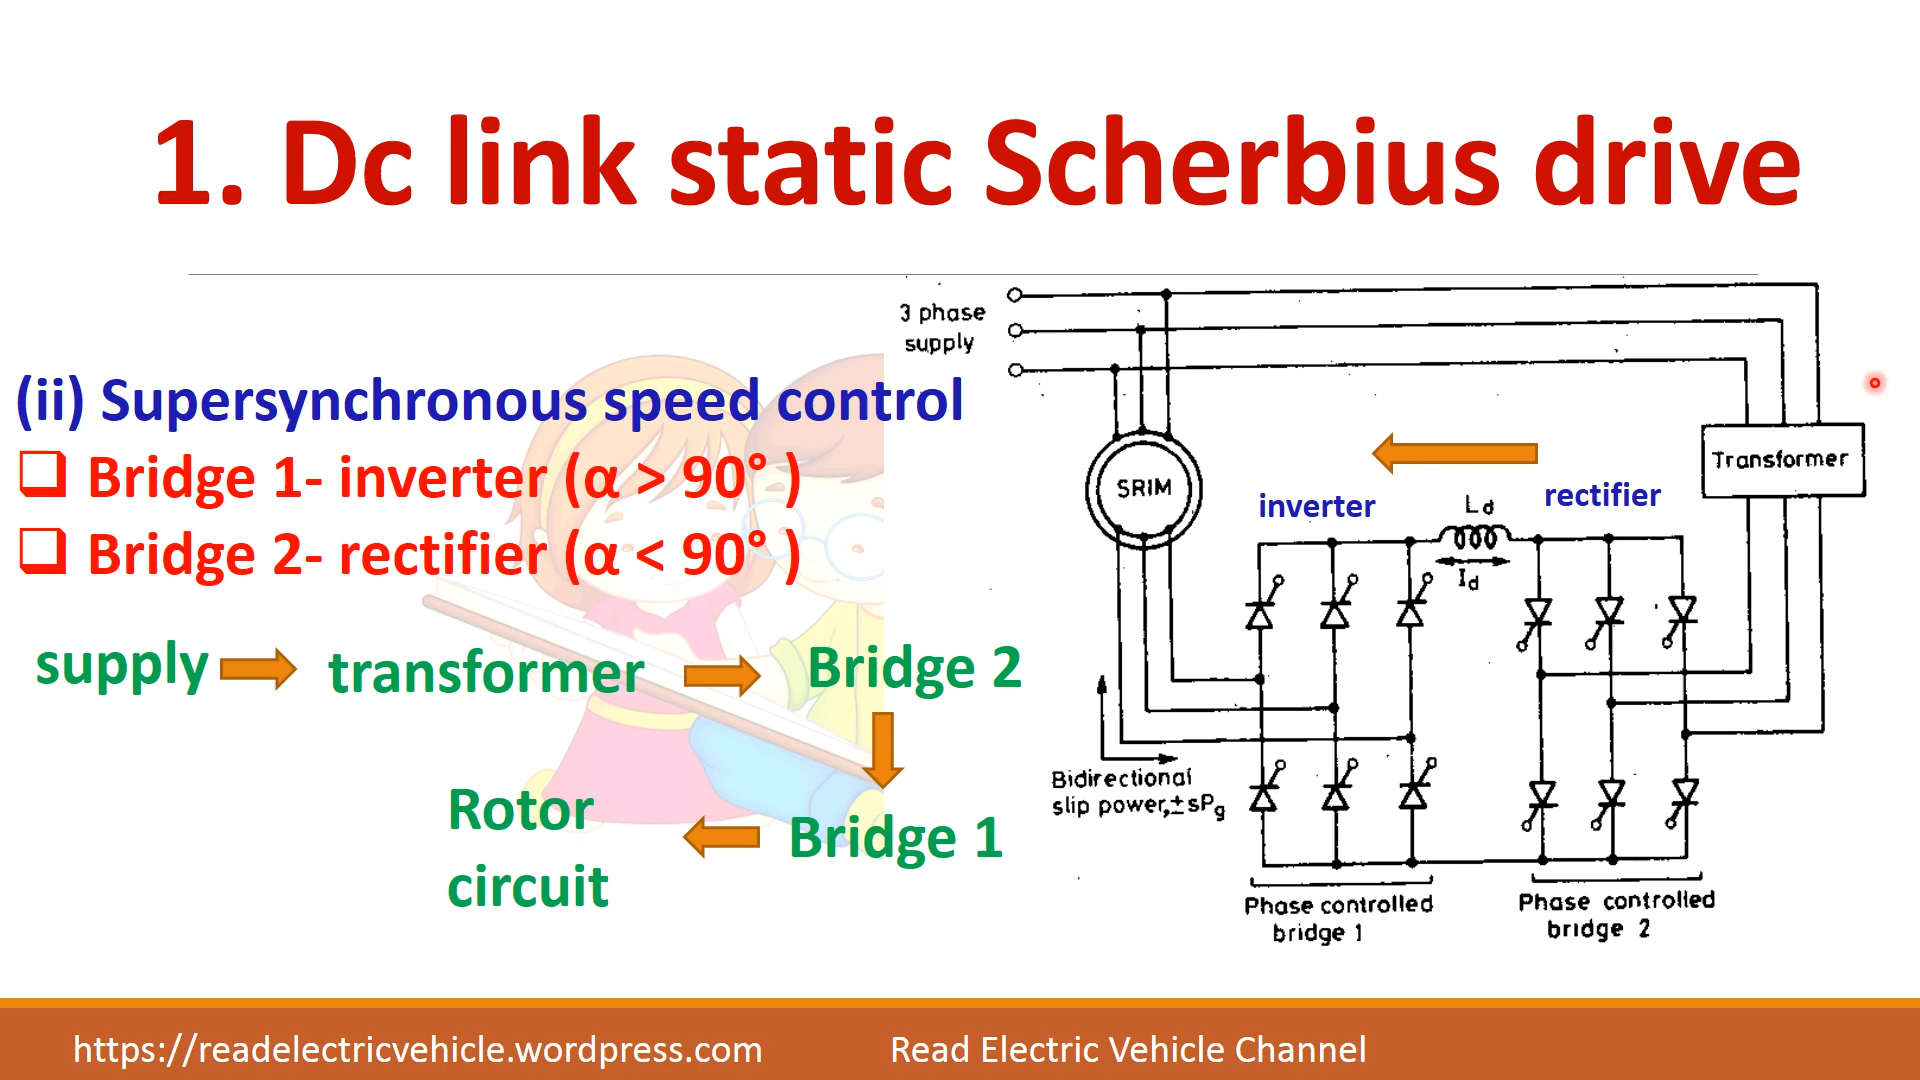 1. Dc link static Scherbius drive
(ii) Supersynchronous speed control
Bridge 1- inverter (α > 90° )
Bridge 2- rectifier (α < 90° )
supply
transformer
Bridge 2
Bridge 1
Rotor
circuit
3 phase
supply
SRIM
inverter
Ld
Id
rectifier
Transformer
Bidirectional
slip power,±sPg
Phase controlled
bridge 1
Phase controlled
bridge 2
https://readelectricvehicle.wordpress.com
Read Electric Vehicle Channel